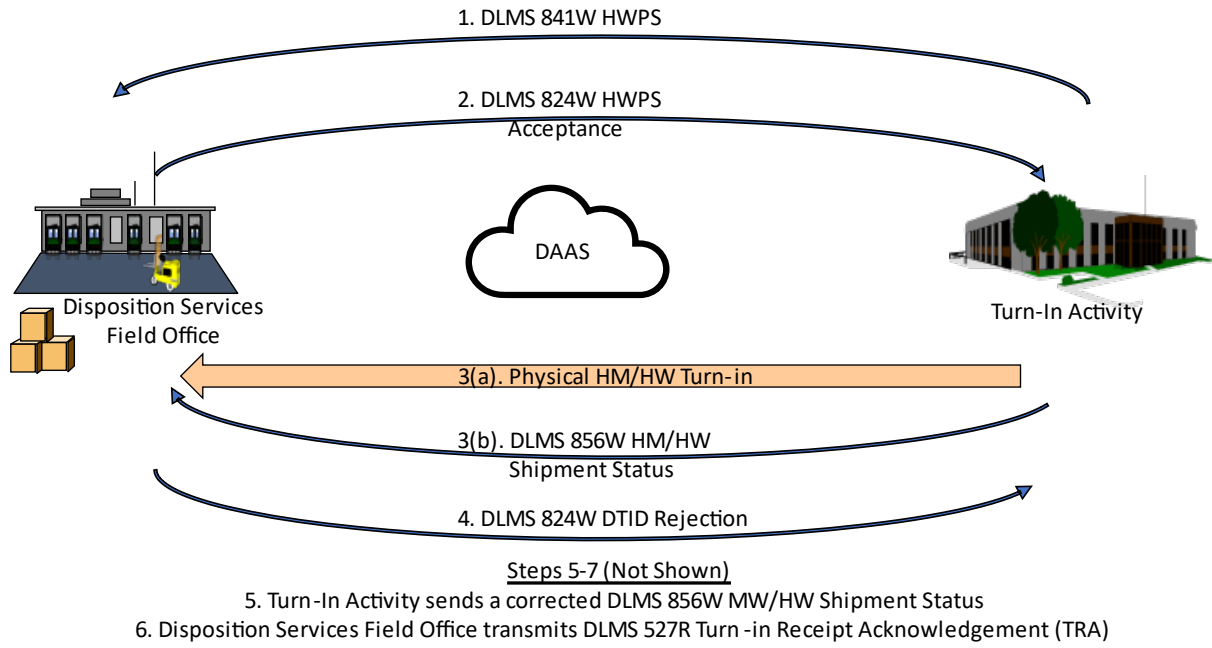 1. DLMS 841W HWPS
2. DLMS 824W HWPS
Acceptance
DAAS
Disposition Services
Field Office
Turn-In Activity
3(a). Physical HM/HW Turn-in
3(b). DLMS 856W HM/HW
Shipment Status
4. DLMS 824W DTID Rejection
Steps 5-7 (Not Shown)
5. Turn-In Activity sends a corrected DLMS 856W MW/HW Shipment Status
6. Disposition Services Field Office transmits DLMS 527R Turn-in Receipt Acknowledgement (TRA)